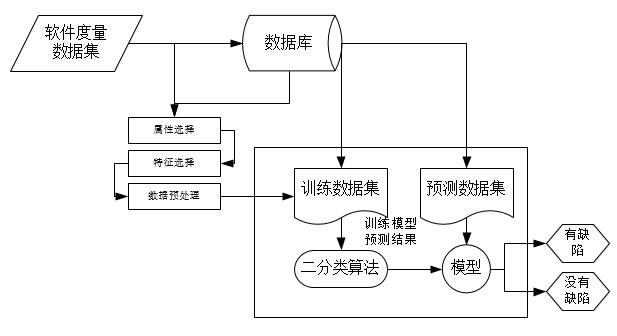 软件度量
数据集
数据库
属性选择
特征选择
数据预处理
训练数据集
预测数据集
训练模型
预测结果
二分类算法
模型
有缺
陷
没有
缺陷